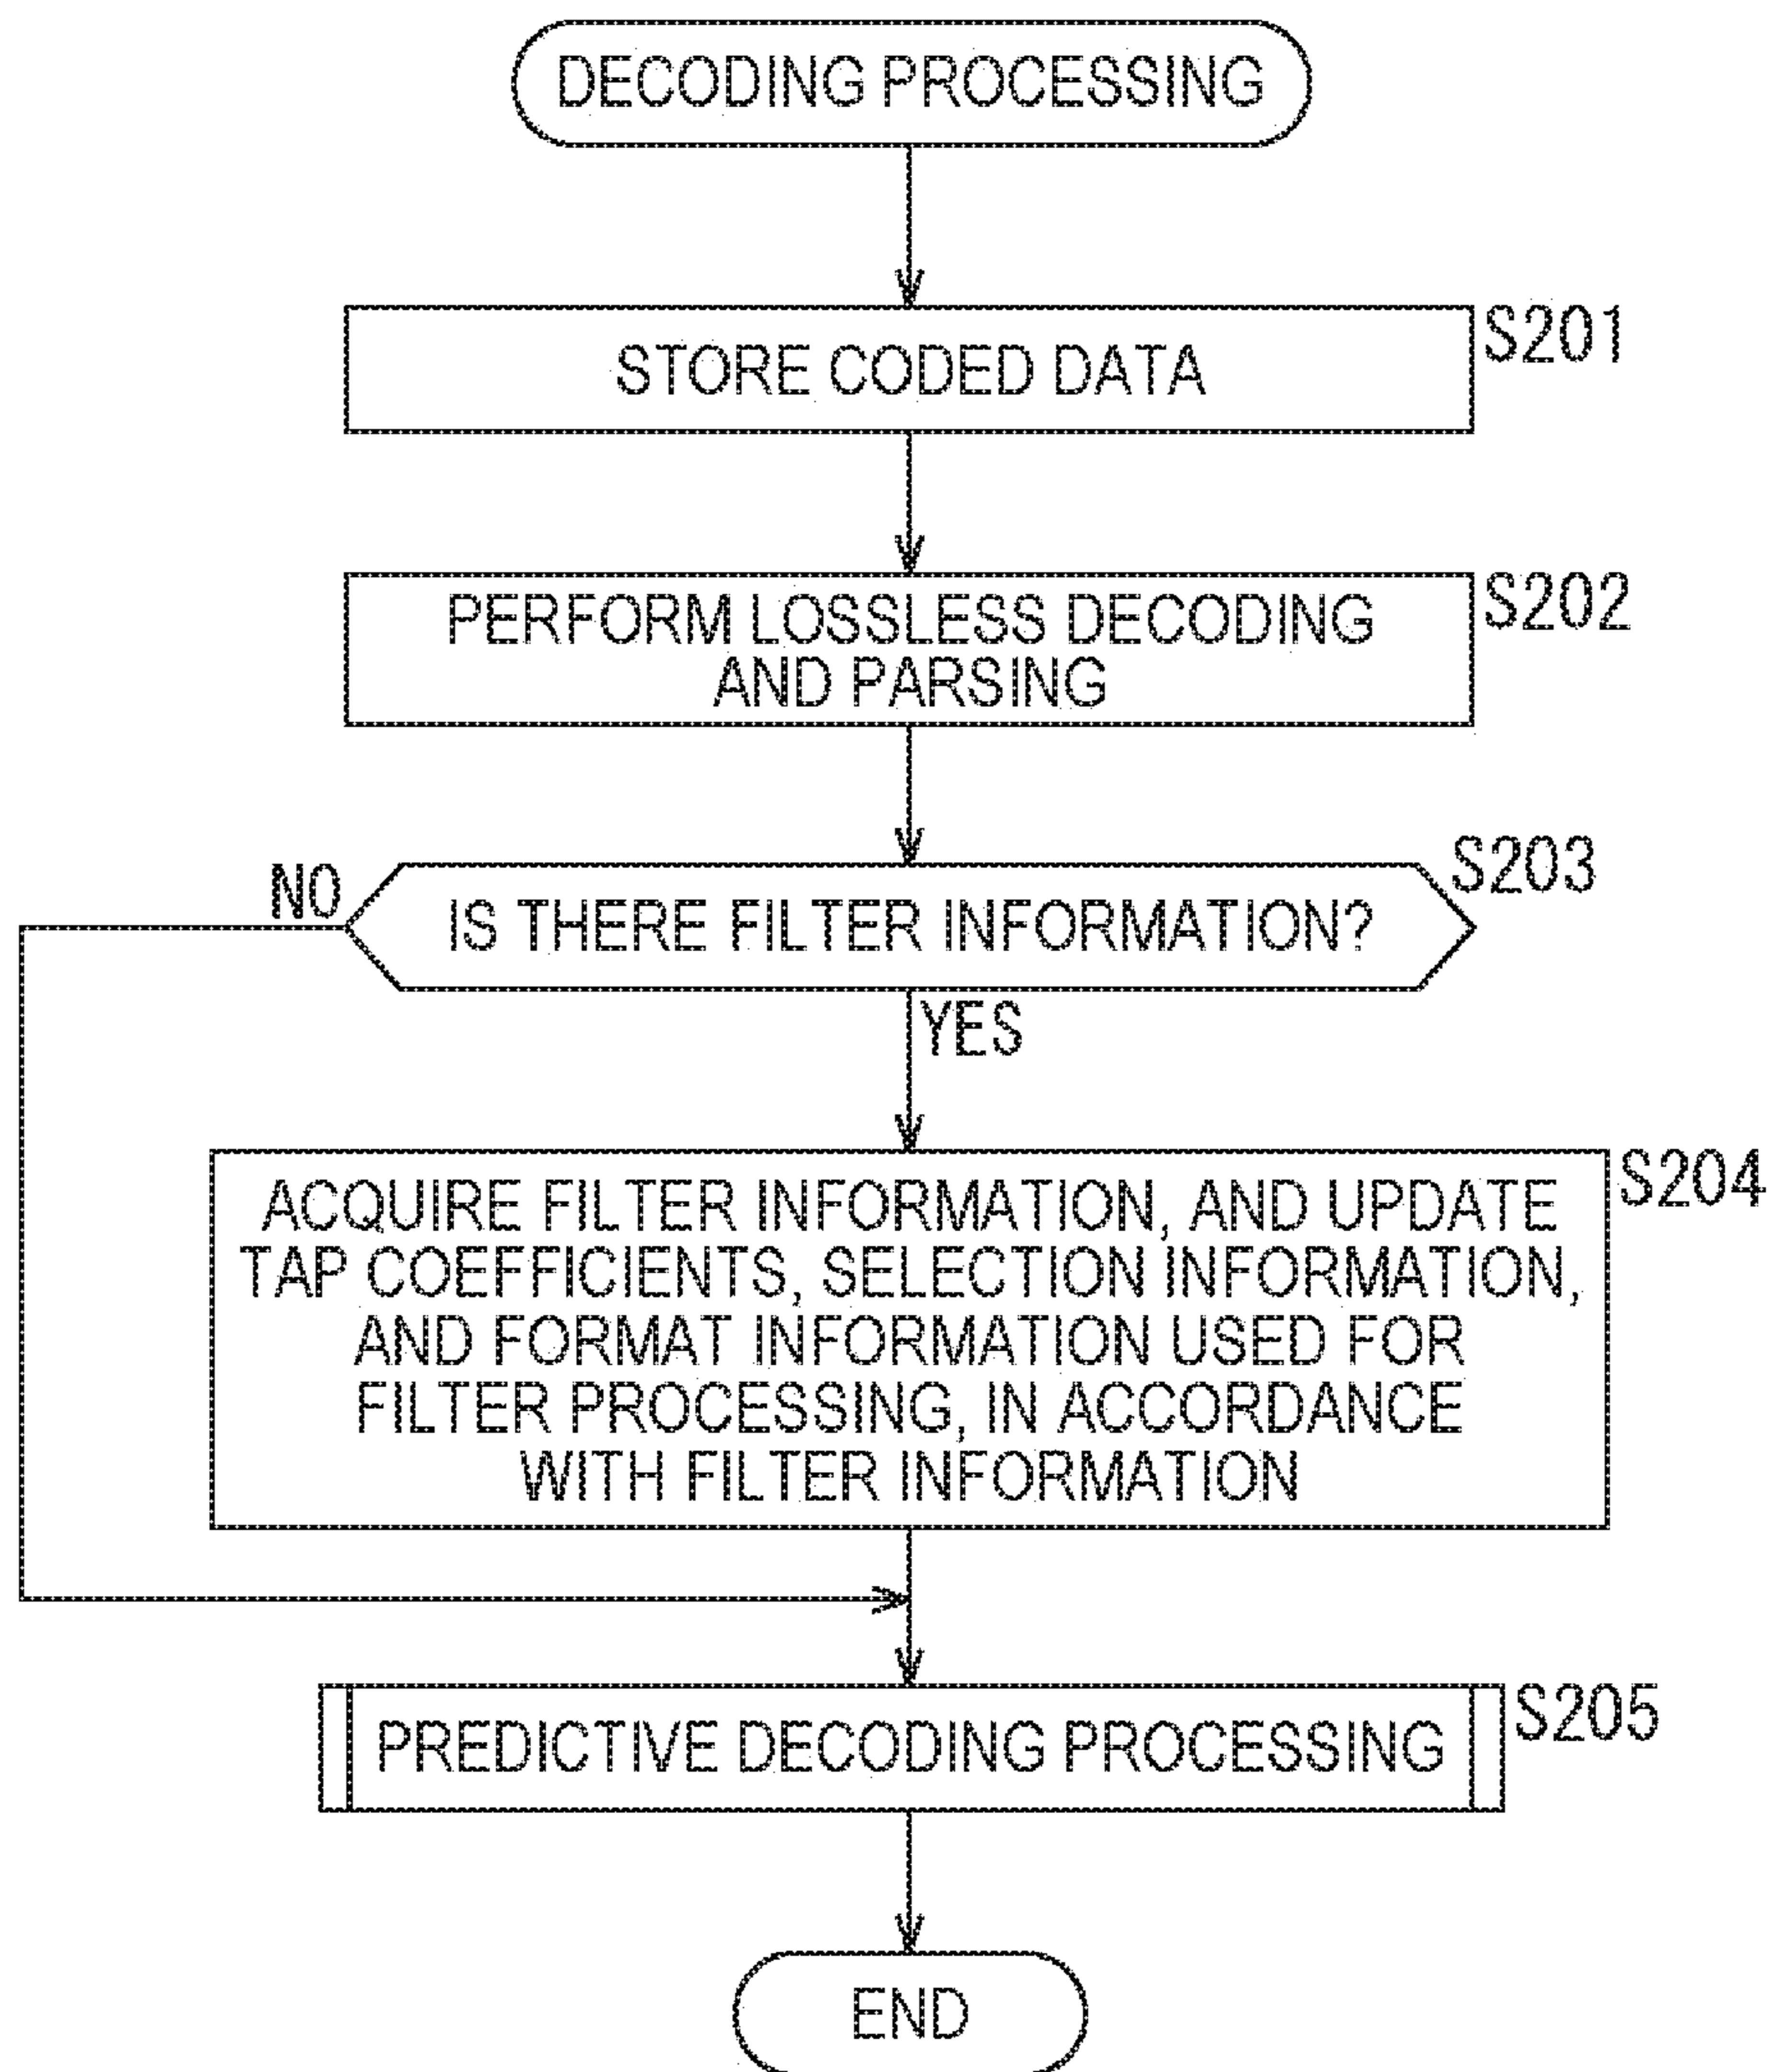 DECODING PROCESSING
S201
STORE CODED DATA
S202
PERFORM LOSSLESS DECODING
AND PARSING
S203
NO
IS THERE FILTER INFORMATION?
YES
S204
ACQUIRE FILTER INFORMATION, AND UPDATE
TAP COEFFICIENTS, SELECTION INFORMATION,
AND FORMAT INFORMATION USED FOR
FILTER PROCESSING, IN ACCORDANCE
WITH FILTER INFORMATION
S205
PREDICTIVE DECODING PROCESSING
END